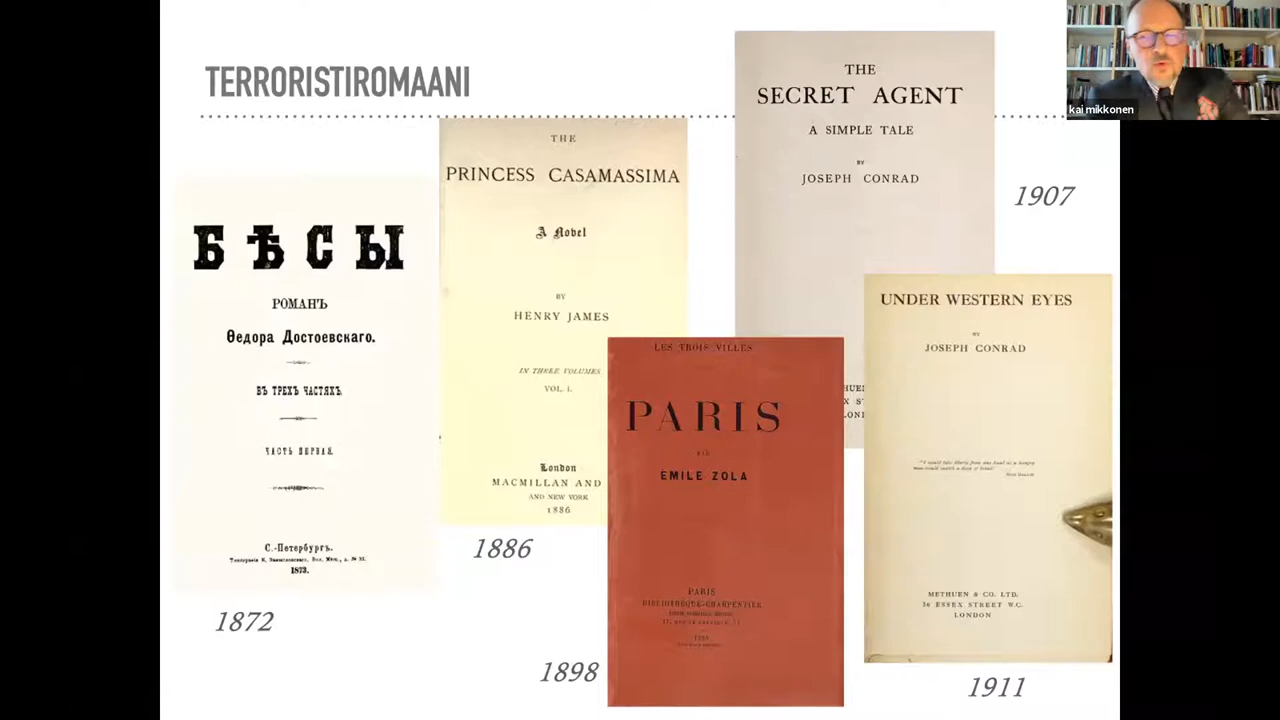 TERRORISTIROMAANI
kai mikkonen
БѢСЫ
РОМАНЪ
Ѳедора Достоевскаго.
ВЪ ТРЕХЪ ЧАСТЯХЪ.
ЧАСТЬ ПЕРВАЯ.
С.-Петербургъ.
1873.
1872
THE
PRINCESS CASAMASSIMA
A Novel
BY
HENRY JAMES
IN THREE VOLUMES
VOL. I.
London
MACMILLAN AND
AND NEW YORK
1886
1886
LES TROIS VILLES
PARIS
PAR
EMILE ZOLA
PARIS
BIBLIOTHÈQUE-CHARPENTIER
1898
THE
SECRET AGENT
A SIMPLE TALE
BY
JOSEPH CONRAD
1907
UNDER WESTERN EYES
BY
JOSEPH CONRAD
METHUEN & CO. LTD.
36 ESSEX STREET W.C.
LONDON
1911